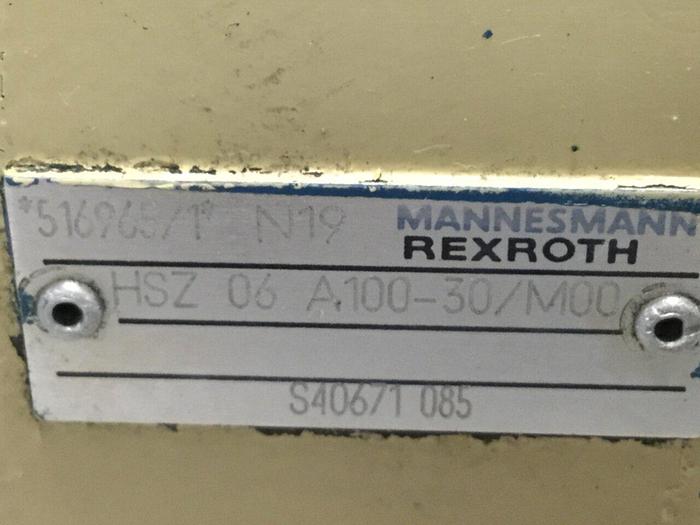 *516965/1* N19 MANNESMANN
REXROTH
HSZ 06 A100-30/M00
S40671 085